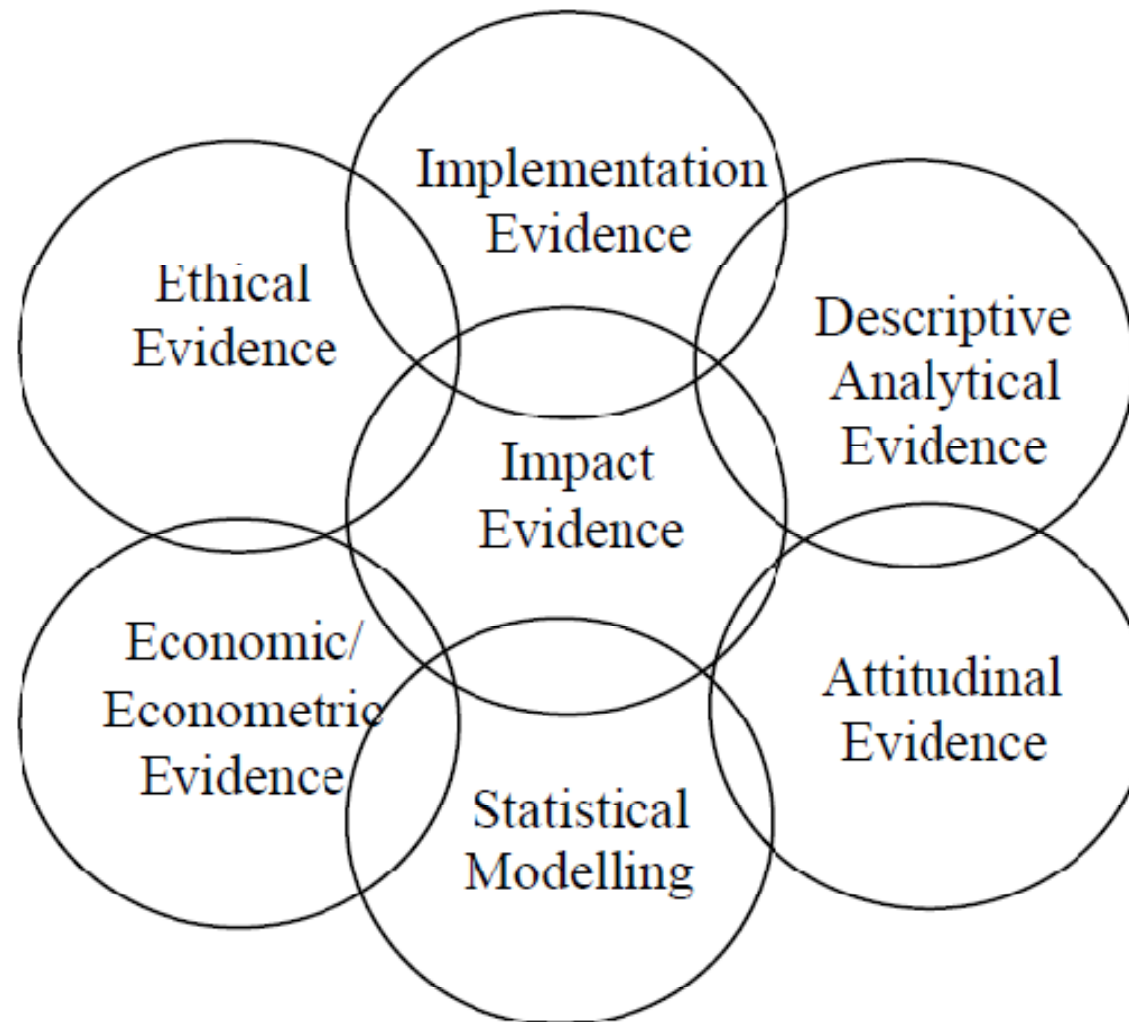 Implementation
Evidence
Ethical
Evidence
Descriptive
Analytical
Evidence
Impact
Evidence
Economic/
Econometric
Evidence
Attitudinal
Evidence
Statistical
Modelling